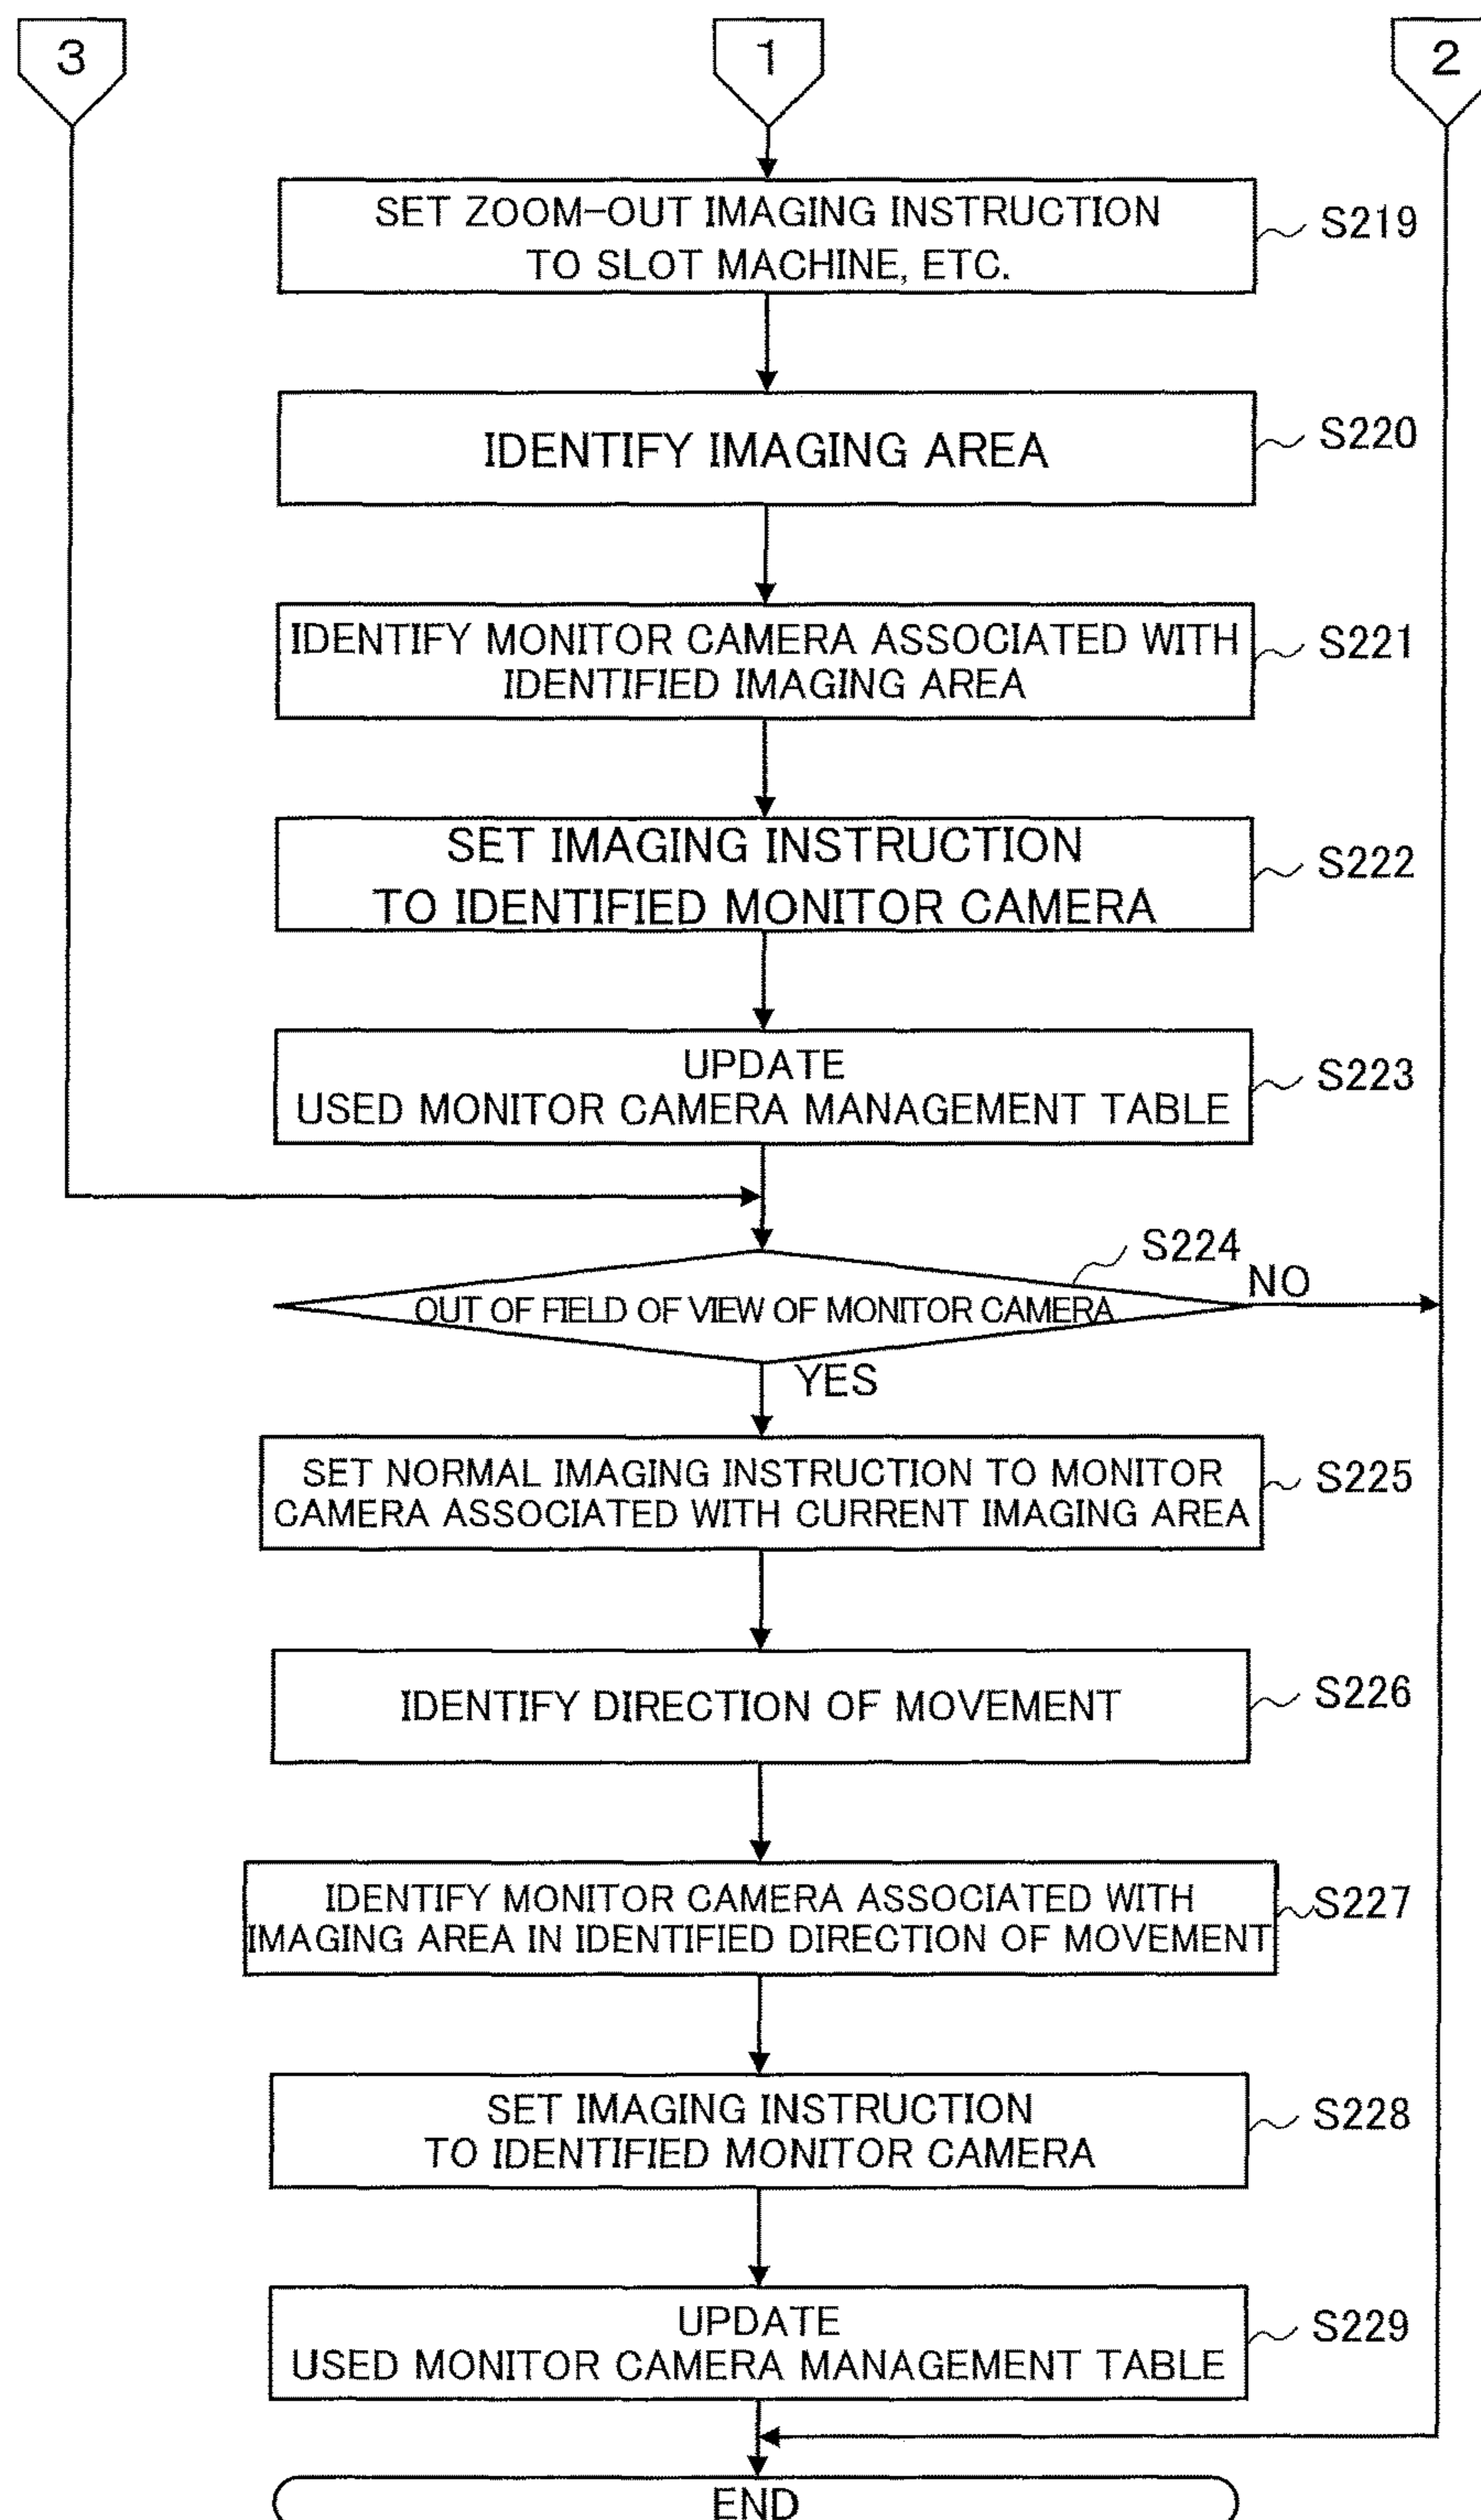 3
1
2
SET ZOOM-OUT IMAGING INSTRUCTION
TO SLOT MACHINE, ETC.
S219
IDENTIFY IMAGING AREA
S220
IDENTIFY MONITOR CAMERA ASSOCIATED WITH
IDENTIFIED IMAGING AREA
S221
SET IMAGING INSTRUCTION
TO IDENTIFIED MONITOR CAMERA
S222
UPDATE
USED MONITOR CAMERA MANAGEMENT TABLE
S223
S224
OUT OF FIELD OF VIEW OF MONITOR CAMERA
NO
YES
SET NORMAL IMAGING INSTRUCTION TO MONITOR
CAMERA ASSOCIATED WITH CURRENT IMAGING AREA
S225
IDENTIFY DIRECTION OF MOVEMENT
S226
IDENTIFY MONITOR CAMERA ASSOCIATED WITH
IMAGING AREA IN IDENTIFIED DIRECTION OF MOVEMENT
S227
SET IMAGING INSTRUCTION
TO IDENTIFIED MONITOR CAMERA
S228
UPDATE
USED MONITOR CAMERA MANAGEMENT TABLE
S229
END